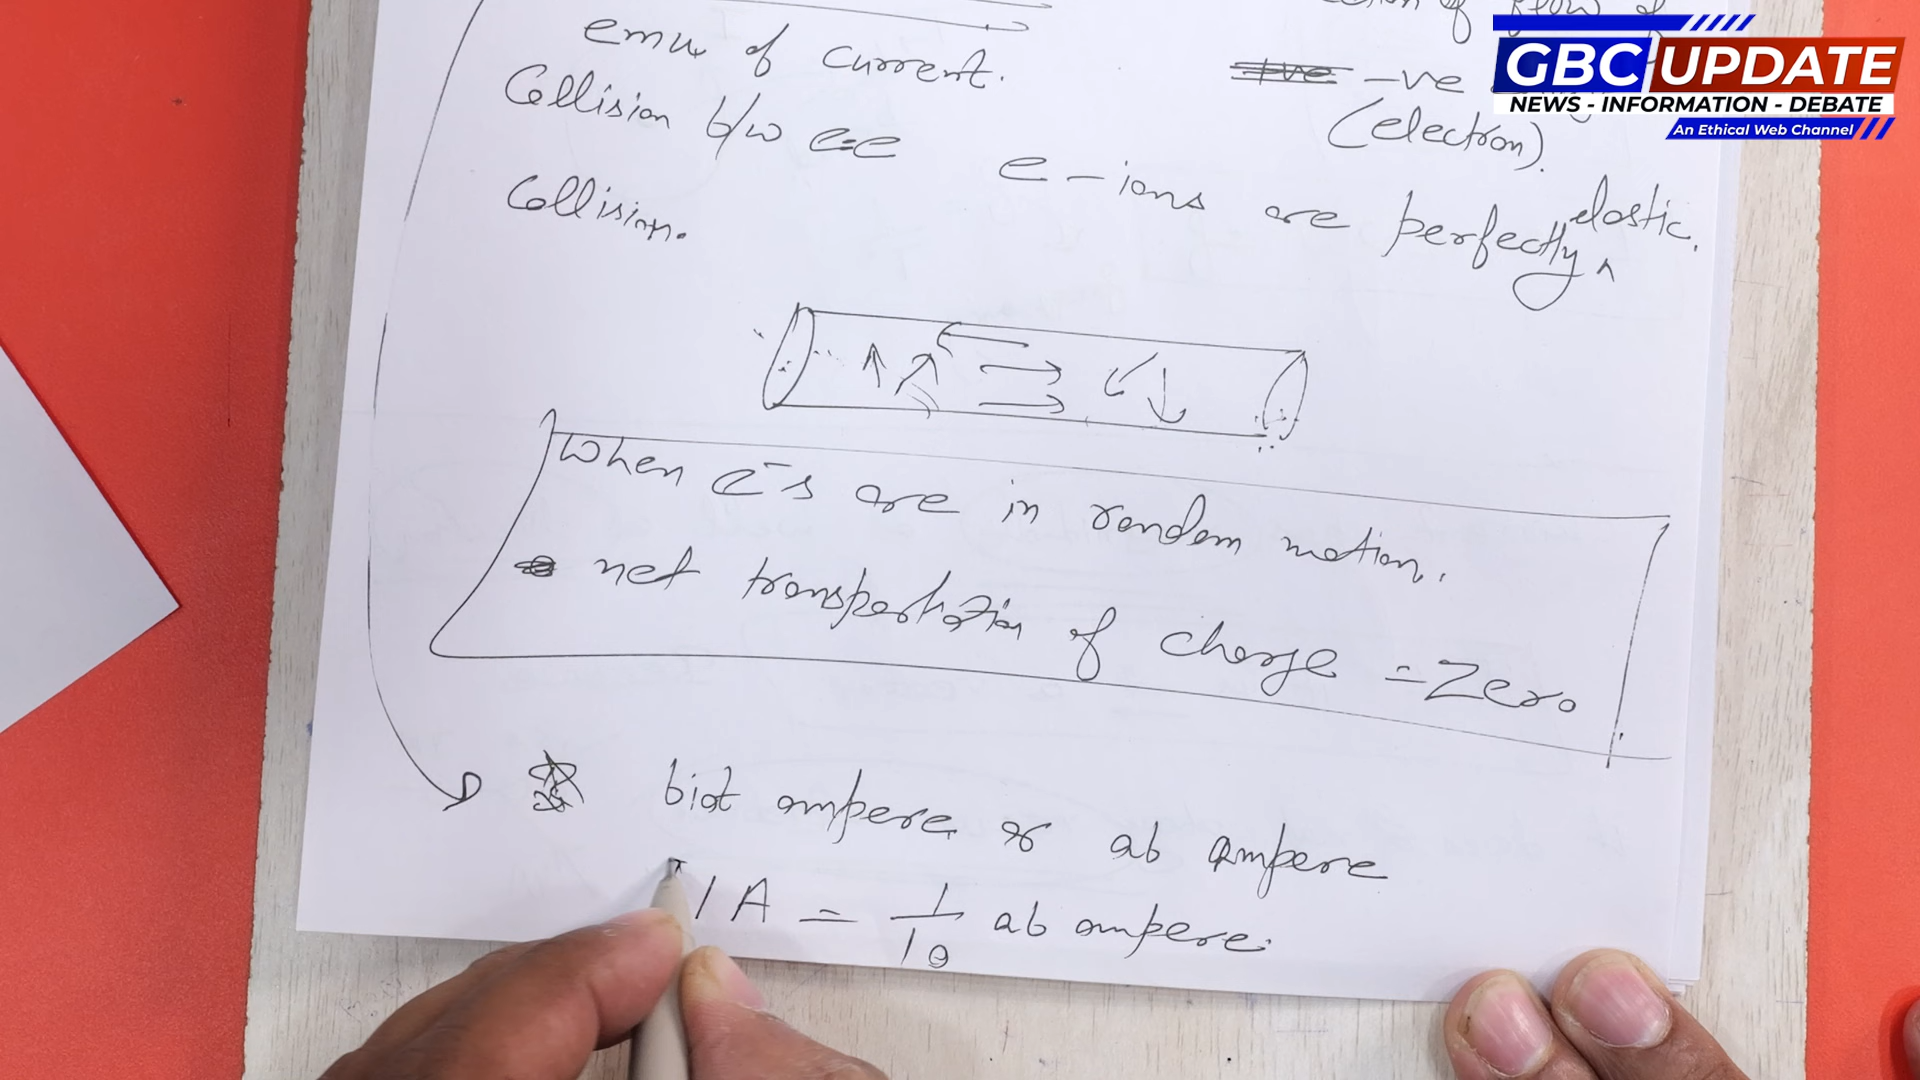 emu of current.
-ve
(electron).
Collision b/w e=e e-ions are perfectly ^ elastic.
Collision.
When e⁻s are in random motion.
net transportation of charge = Zero
biot ampere or ab ampere
1 A = 1/10 ab ampere.
GBC UPDATE
NEWS - INFORMATION - DEBATE
An Ethical Web Channel